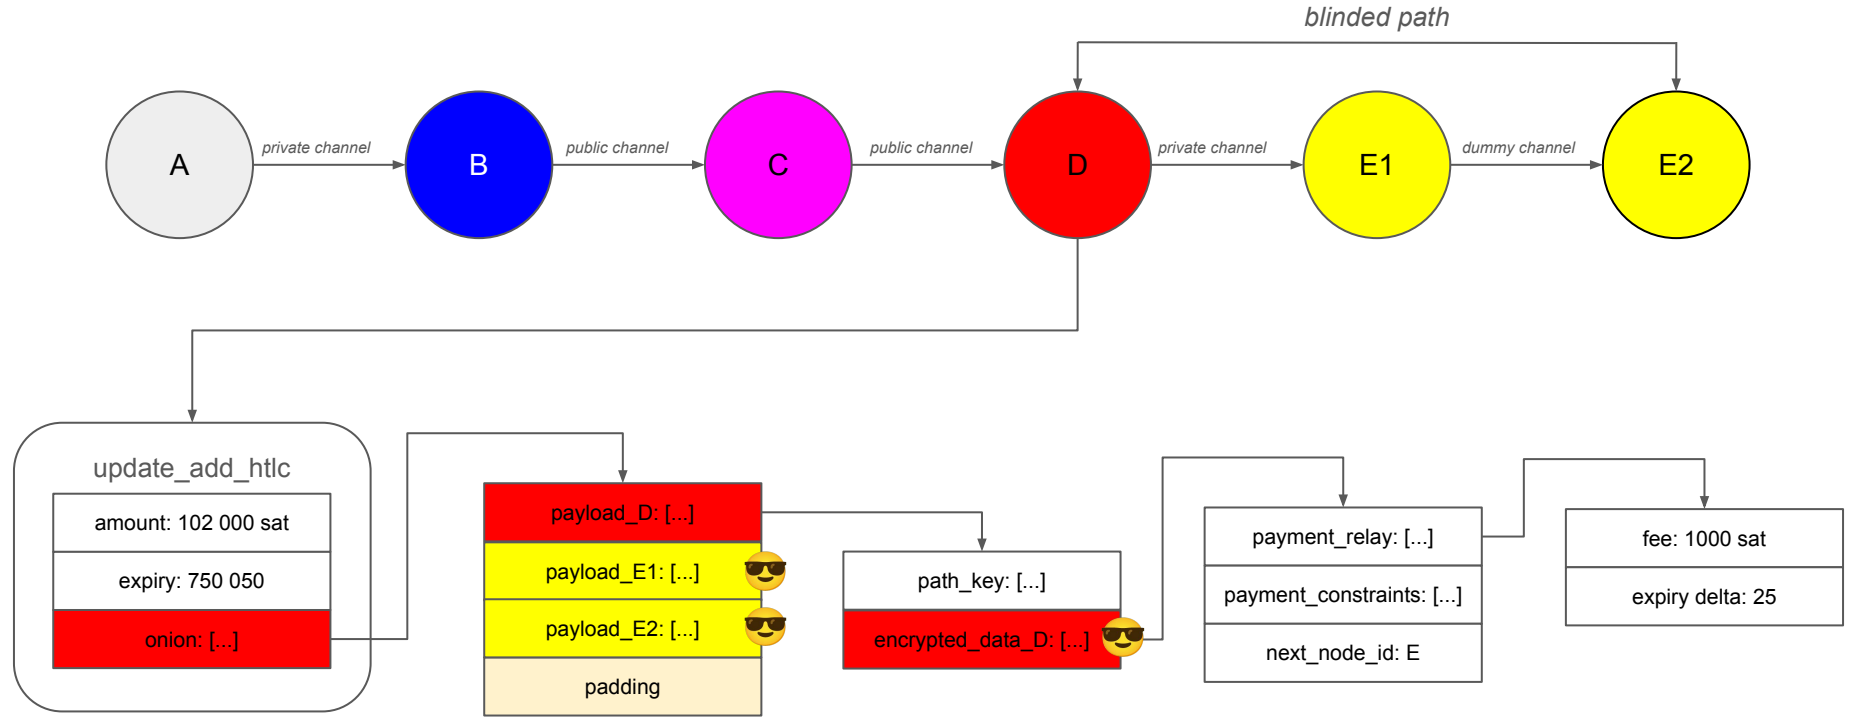 blinded path
A
private channel
B
public channel
C
public channel
D
private channel
E1
dummy channel
E2
update_add_htlc
amount: 102 000 sat
expiry: 750 050
onion: [...]
payload_D: [...]
payload_E1: [...]
payload_E2: [...]
padding
path_key: [...]
encrypted_data_D: [...]
payment_relay: [...]
payment_constraints: [...]
next_node_id: E
fee: 1000 sat
expiry delta: 25